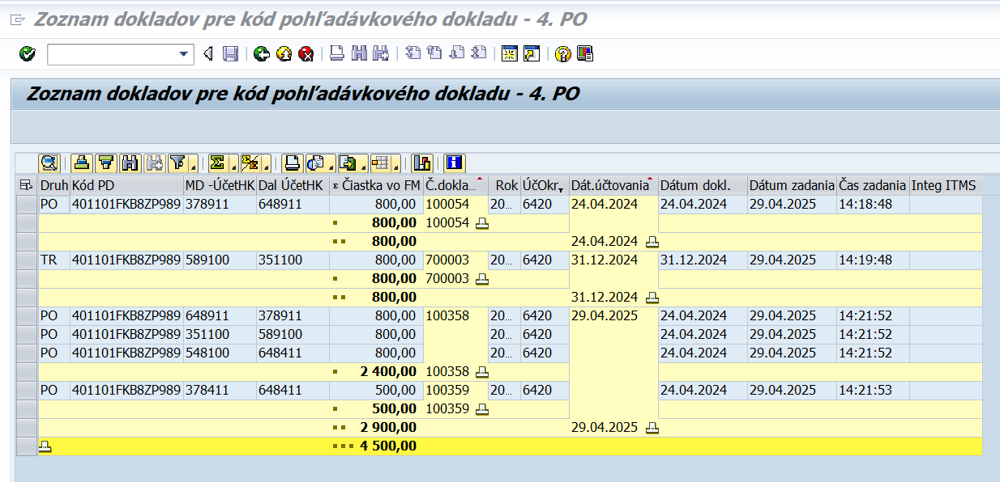 Zoznam dokladov pre kód pohľadávkového dokladu - 4. PO
Zoznam dokladov pre kód pohľadávkového dokladu - 4. PO
Druh Kód PD MD -ÚčetHK Dal ÚčetHK Σ Čiastka vo FM Č.dokla... Rok ÚčOkr. Dát.účtovania Dátum dokl. Dátum zadania Čas zadania Integ ITMS
PO 401101FKB8ZP989 378911 648911 800,00 100054 20... 6420 24.04.2024 24.04.2024 29.04.2025 14:18:48
800,00 100054
800,00 24.04.2024
TR 401101FKB8ZP989 589100 351100 800,00 700003 20... 6420 31.12.2024 31.12.2024 29.04.2025 14:19:48
800,00 700003
800,00 31.12.2024
PO 401101FKB8ZP989 648911 378911 800,00 100358 20... 6420 29.04.2025 24.04.2024 29.04.2025 14:21:52
PO 401101FKB8ZP989 351100 589100 800,00 20... 6420 24.04.2024 29.04.2025 14:21:52
PO 401101FKB8ZP989 548100 648411 800,00 20... 6420 24.04.2024 29.04.2025 14:21:52
2 400,00 100358
PO 401101FKB8ZP989 378411 648411 500,00 100359 20... 6420 24.04.2024 29.04.2025 14:21:53
500,00 100359
2 900,00 29.04.2025
4 500,00